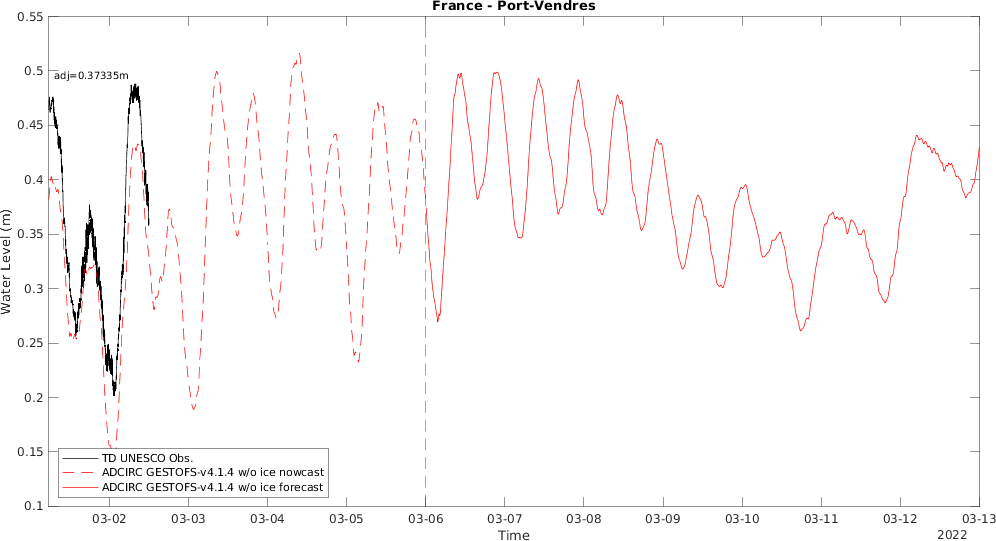 France - Port-Vendres
0.55
0.5
0.45
0.4
0.35
0.3
0.25
0.2
0.15
0.1
Water Level (m)
adj=0.37335m
TD UNESCO Obs.
ADCIRC GESTOFS-v4.1.4 w/o ice nowcast
ADCIRC GESTOFS-v4.1.4 w/o ice forecast
03-02 03-03 03-04 03-05 03-06 03-07 03-08 03-09 03-10 03-11 03-12 03-13
Time
2022